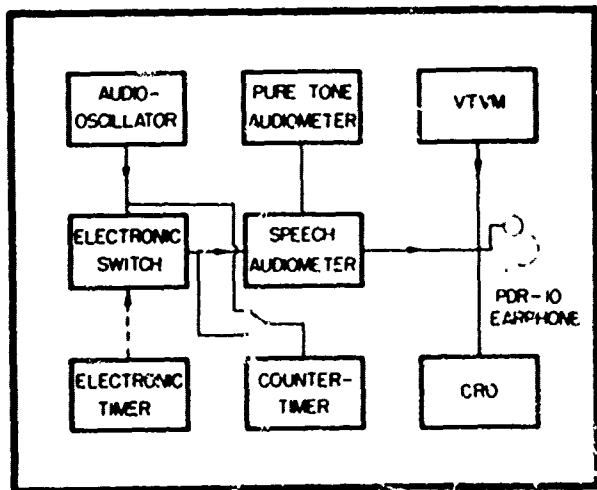 AUDIO-
OSCILLATOR
PURE TONE
AUDIOMETER
VTVM
ELECTRONIC
SWITCH
SPEECH
AUDIOMETER
PDR-10
EARPHONE
ELECTRONIC
TIMER
COUNTER-
TIMER
CRO